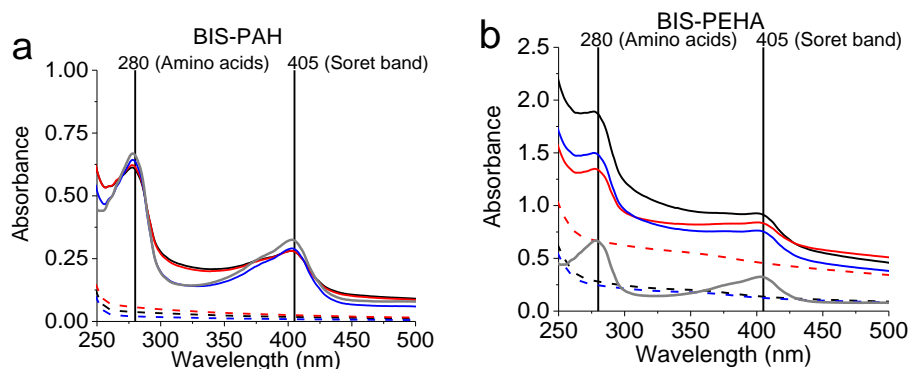 a
BIS-PAH
280 (Amino acids)
405 (Soret band)
1.00
0.75
0.50
0.25
0.00
Absorbance
250 300 350 400 450 500
Wavelength (nm)
b
BIS-PEHA
280 (Amino acids)
405 (Soret band)
2.5
2.0
1.5
1.0
0.5
0.0
Absorbance
250 300 350 400 450 500
Wavelength (nm)